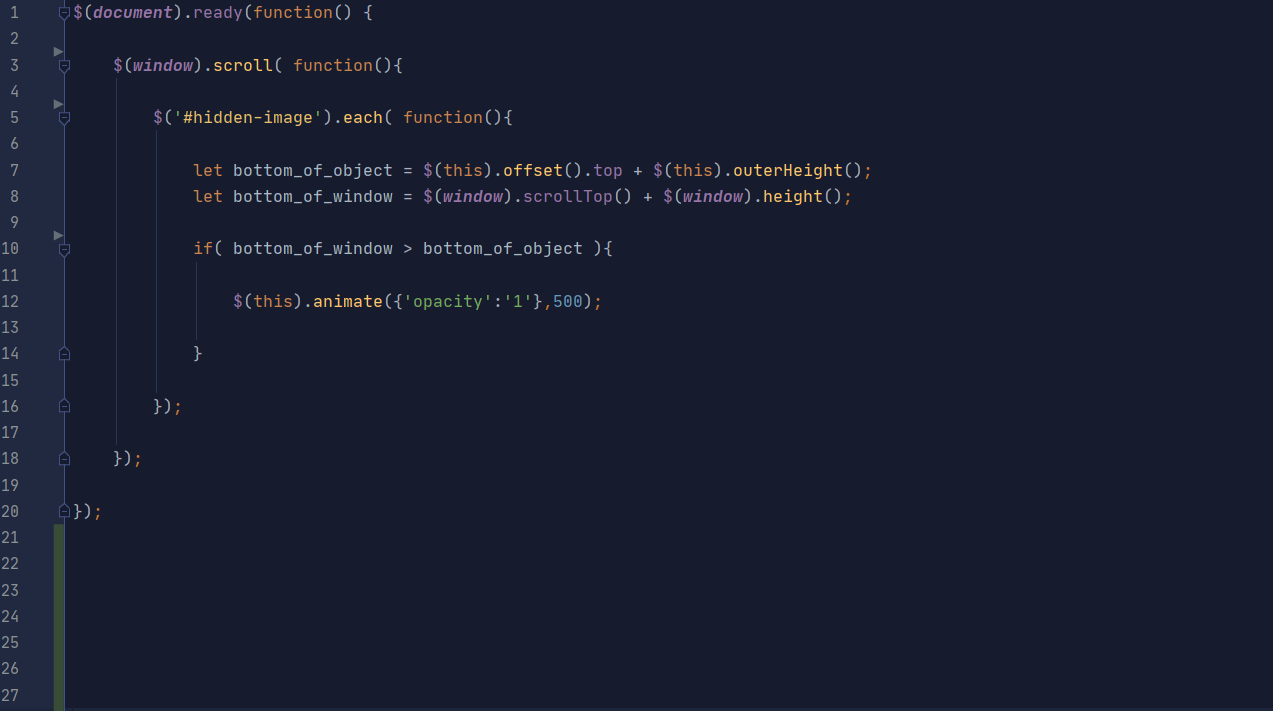 1 $(document).ready(function() {
2
3     $(window).scroll( function(){
4
5         $('#hidden-image').each( function(){
6
7             let bottom_of_object = $(this).offset().top + $(this).outerHeight();
8             let bottom_of_window = $(window).scrollTop() + $(window).height();
9
10             if( bottom_of_window > bottom_of_object ){
11
12                 $(this).animate({'opacity':'1'},500);
13
14             }
15
16         });
17
18     });
19
20 });
21
22
23
24
25
26
27